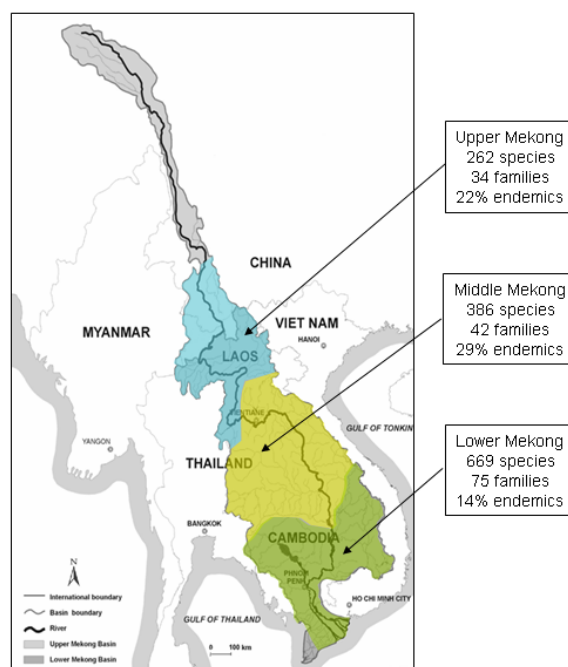 CHINA
MYANMAR
VIET NAM
HANOI
LAOS
VIENTIANE
GULF OF TONKIN
YANGON
THAILAND
BANGKOK
CAMBODIA
PHNOM
PENH
HO CHI MINH CITY
GULF OF THAILAND
N
International boundary
Basin boundary
River
Upper Mekong Basin
Lower Mekong Basin
0 100 km
Upper Mekong
262 species
34 families
22% endemics
Middle Mekong
386 species
42 families
29% endemics
Lower Mekong
669 species
75 families
14% endemics